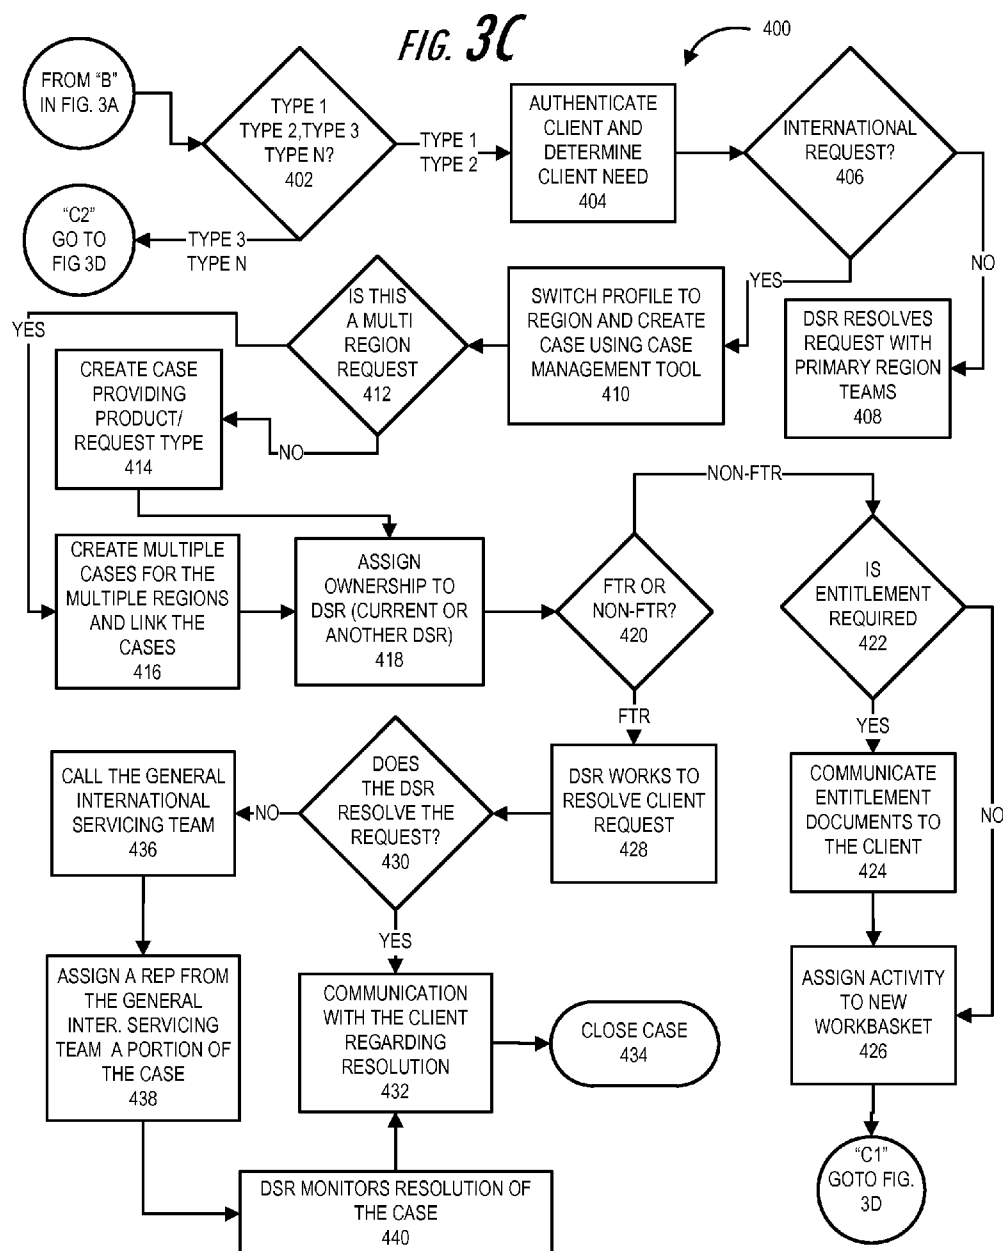 FIG. 3C
400
FROM "B"
IN FIG. 3A
TYPE 1
TYPE 2,TYPE 3
TYPE N?
402
TYPE 1
TYPE 2
AUTHENTICATE
CLIENT AND
DETERMINE
CLIENT NEED
404
INTERNATIONAL
REQUEST?
406
"C2"
GO TO
FIG 3D
TYPE 3
TYPE N
NO
YES
YES
IS THIS
A MULTI
REGION
REQUEST
412
SWITCH PROFILE TO
REGION AND CREATE
CASE USING CASE
MANAGEMENT TOOL
410
DSR RESOLVES
REQUEST WITH
PRIMARY REGION
TEAMS
408
CREATE CASE
PROVIDING
PRODUCT/
REQUEST TYPE
414
NO
NON-FTR
CREATE MULTIPLE
CASES FOR THE
MULTIPLE REGIONS
AND LINK THE
CASES
416
ASSIGN
OWNERSHIP TO
DSR (CURRENT OR
ANOTHER DSR)
418
FTR OR
NON-FTR?
420
IS
ENTITLEMENT
REQUIRED
422
FTR
YES
CALL THE GENERAL
INTERNATIONAL
SERVICING TEAM
436
NO
DOES
THE DSR
RESOLVE THE
REQUEST?
430
DSR WORKS TO
RESOLVE CLIENT
REQUEST
428
COMMUNICATE
ENTITLEMENT
DOCUMENTS TO
THE CLIENT
424
NO
YES
ASSIGN A REP FROM
THE GENERAL
INTER. SERVICING
TEAM A PORTION OF
THE CASE
438
COMMUNICATION
WITH THE CLIENT
REGARDING
RESOLUTION
432
CLOSE CASE
434
ASSIGN ACTIVITY
TO NEW
WORKBASKET
426
DSR MONITORS RESOLUTION OF
THE CASE
440
"C1"
GOTO FIG.
3D